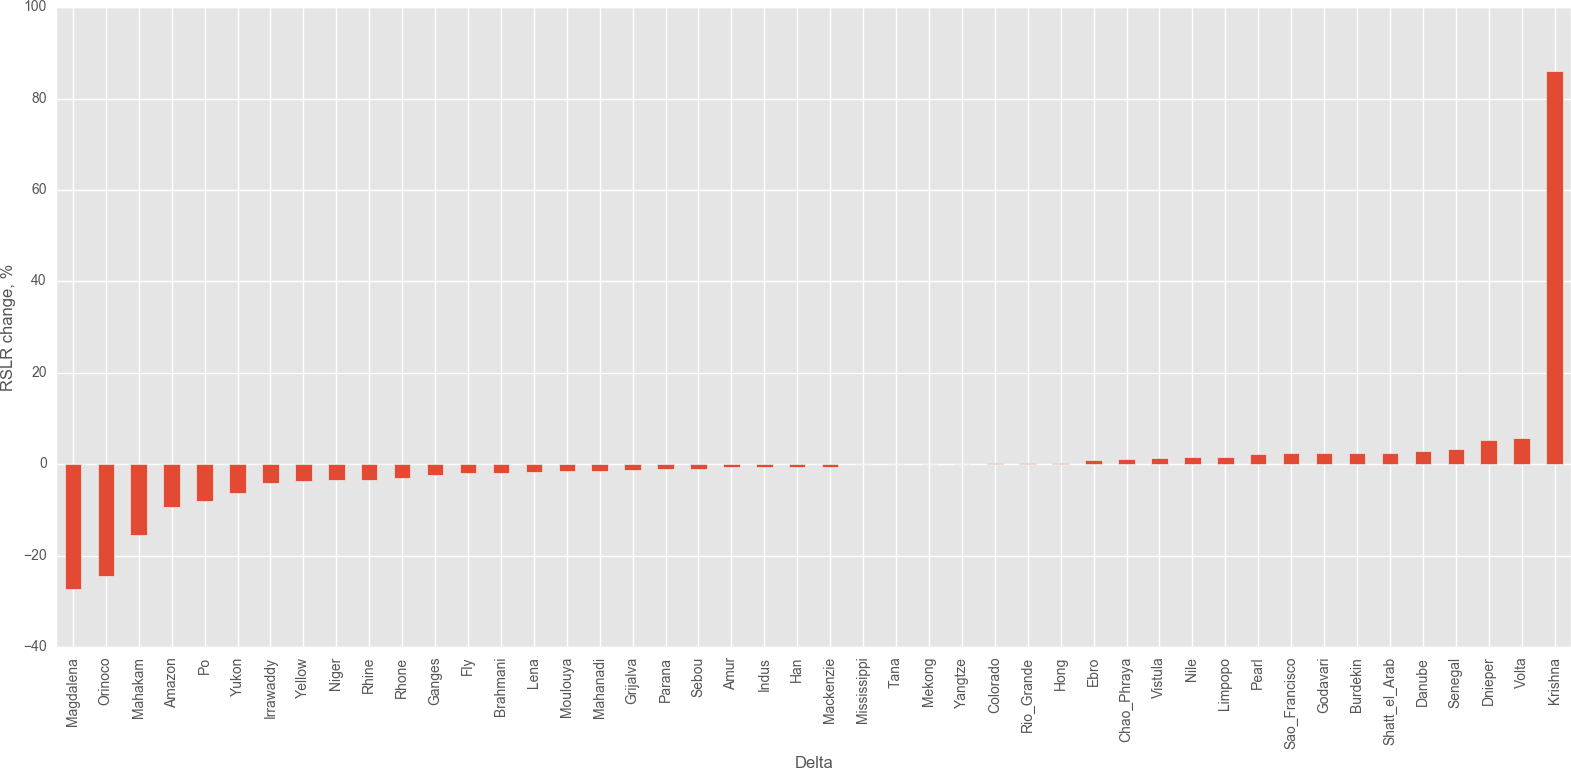 100
80
60
40
20
0
−20
−40
RSLR change, %
Magdalena
Orinoco
Mahakam
Amazon
Po
Yukon
Irrawaddy
Yellow
Niger
Rhine
Rhone
Ganges
Fly
Brahmani
Lena
Moulouya
Mahanadi
Grijalva
Parana
Sebou
Amur
Indus
Han
Mackenzie
Mississippi
Tana
Mekong
Yangtze
Colorado
Rio_Grande
Hong
Ebro
Chao_Phraya
Vistula
Nile
Limpopo
Pearl
Sao_Francisco
Godavari
Burdekin
Shatt_el_Arab
Danube
Senegal
Dnieper
Volta
Krishna
Delta